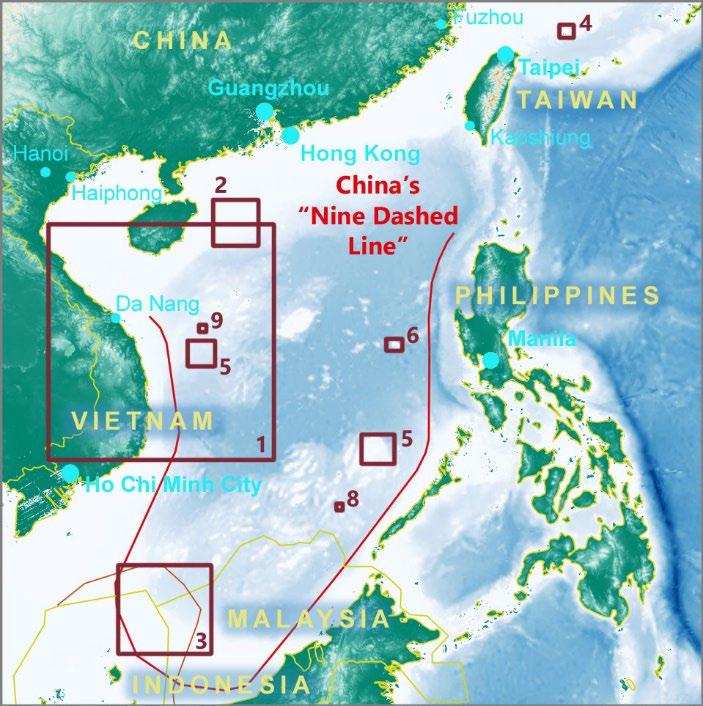 Fuzhou
4
CHINA
Taipei
TAIWAN
Guangzhou
Kaoshiung
Hong Kong
Hanoi
Haiphong
2
China's
"Nine Dashed
Line"
PHILIPPINES
Da Nang
9
6
Manila
5
VIETNAM
1
5
Ho Chi Minh City
8
MALAYSIA
3
INDONESIA